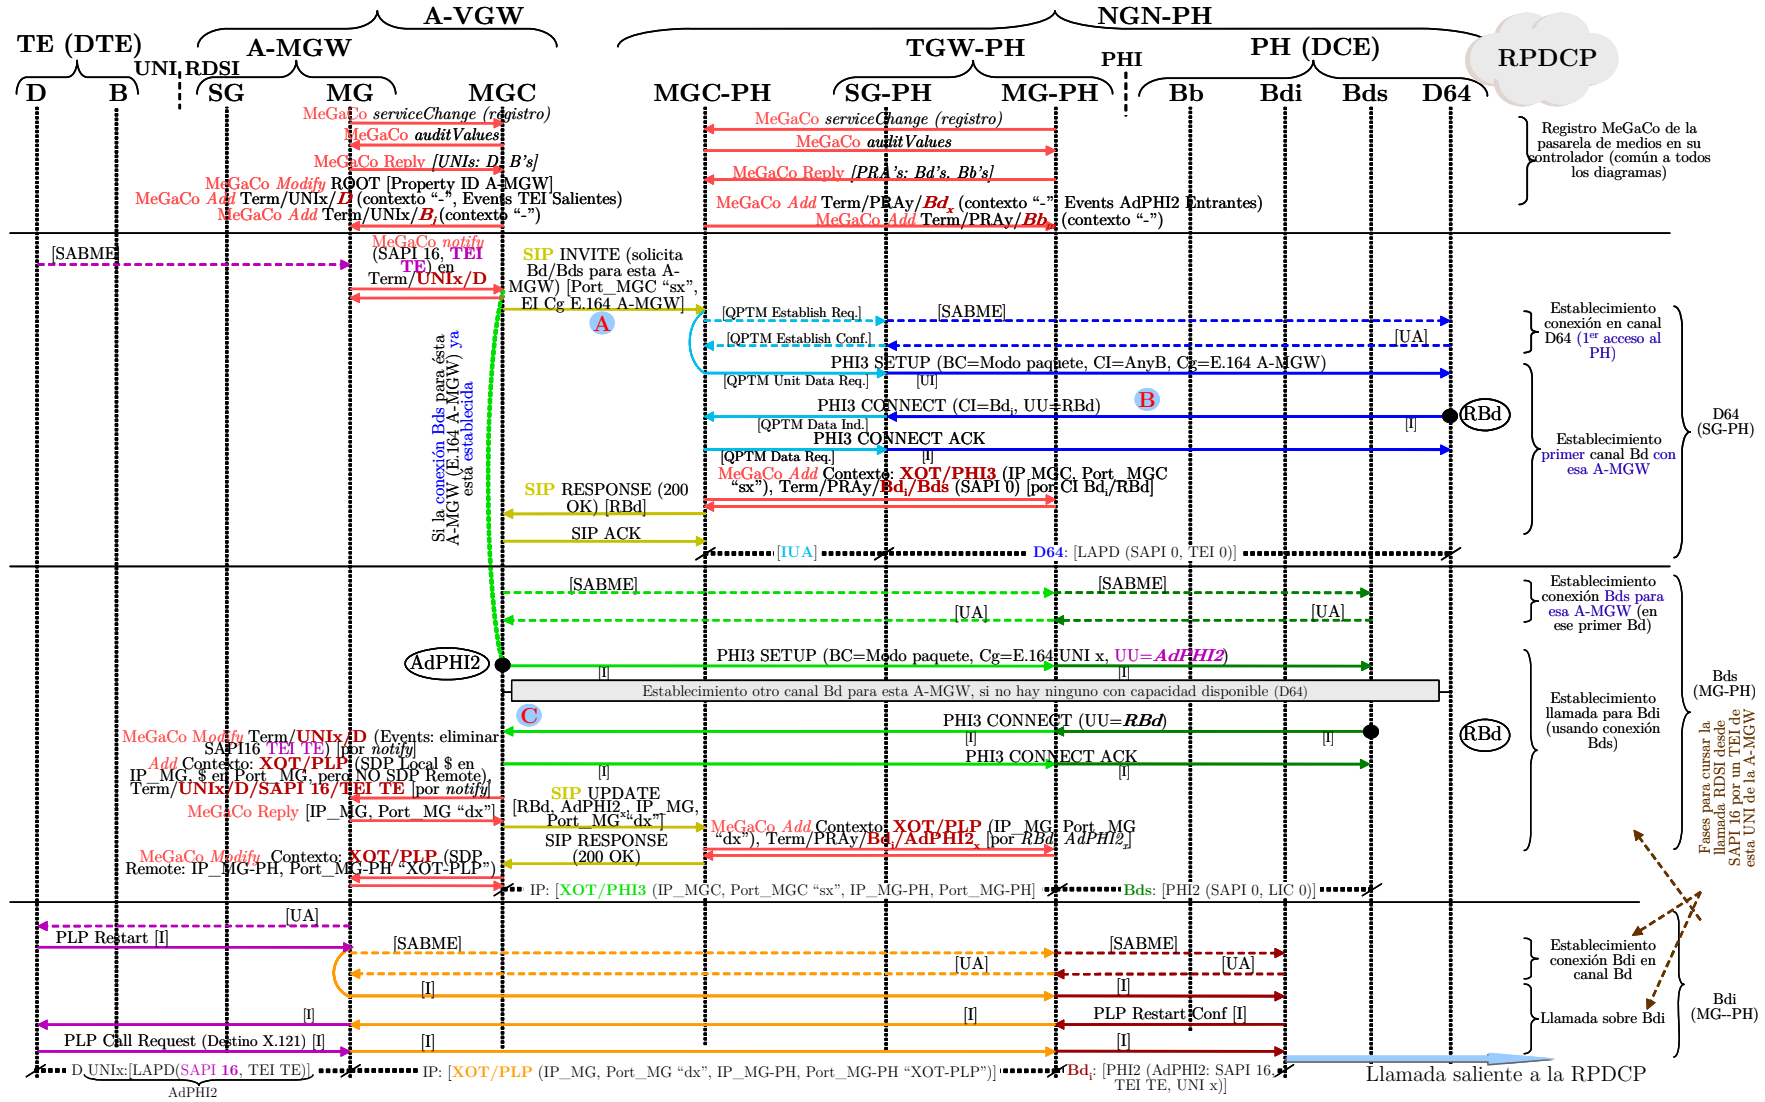 A-VGW
NGN-PH
TE (DTE)
A-MGW
TGW-PH
PH (DCE)
RPDCP
UNI RDSI
PHI
D
B
SG
MG
MGC
MGC-PH
SG-PH
MG-PH
Bb
Bdi
Bds
D64
MeGaCo serviceChange (registro)
MeGaCo auditValues
MeGaCo Reply [UNIs: D, B's]
MeGaCo Modify ROOT [Property ID A-MGW]
MeGaCo Add Term/UNIx/D (contexto “-”, Events TEI Salientes)
MeGaCo Add Term/UNIx/Bj (contexto “-”)
MeGaCo serviceChange (registro)
MeGaCo auditValues
MeGaCo Reply [PRA's: Bd's, Bb's]
MeGaCo Add Term/PRAy/Bdx (contexto “-”, Events AdPHI2 Entrantes)
MeGaCo Add Term/PRAy/Bbp (contexto “-”)
Registro MeGaCo de la
pasarela de medios en su
controlador (común a todos
los diagramas)
[SABME]
MeGaCo notify
(SAPI 16, TEI
TE) en
Term/UNIx/D
SIP INVITE (solicita
Bd/Bds para esta A-
MGW) [Port_MGC “sx”,
EI Cg E.164 A-MGW]
A
[QPTM Establish Req.]
[SABME]
[QPTM Establish Conf.]
[UA]
PHI3 SETUP (BC=Modo paquete, CI=AnyB, Cg=E.164 A-MGW)
[QPTM Unit Data Req.]
[UI]
B
PHI3 CONNECT (CI=Bdi, UU=RBd)
[QPTM Data Ind.]
[I]
RBd
PHI3 CONNECT ACK
[QPTM Data Req.]
[I]
MeGaCo Add Contexto: XOT/PHI3 (IP_MGC, Port_MGC
“sx”), Term/PRAy/Bdi/Bds (SAPI 0) [por CI Bdi/RBd]
SIP RESPONSE (200
OK) [RBd]
SIP ACK
[IUA]
D64: [LAPD (SAPI 0, TEI 0)]
Si la conexión Bds para ésta
A-MGW (E.164 A-MGW) ya
está establecida
Establecimiento
conexión en canal
D64 (1er acceso al
PH)
Establecimiento
primer canal Bd con
esa A-MGW
D64
(SG-PH)
[SABME]
[SABME]
[UA]
[UA]
AdPHI2
PHI3 SETUP (BC=Modo paquete, Cg=E.164 UNI x, UU=AdPHI2)
[I]
[I]
Establecimiento otro canal Bd para esta A-MGW, si no hay ninguno con capacidad disponible (D64)
C
PHI3 CONNECT (UU=RBd)
[I]
[I]
RBd
PHI3 CONNECT ACK
[I]
[I]
MeGaCo Modify Term/UNIx/D (Events: eliminar
SAPI16 TEI TE) [por notify]
Add Contexto: XOT/PLP (SDP Local $ en
IP_MG, $ en Port_MG, pero NO SDP Remote),
Term/UNIx/D/SAPI 16/TEI TE [por notify]
MeGaCo Reply [IP_MG, Port_MG “dx”]
SIP UPDATE
[RBd, AdPHI2x, IP_MG,
Port_MG “dx”]
MeGaCo Add Contexto: XOT/PLP (IP_MG, Port_MG
“dx”), Term/PRAy/Bdi/AdPHI2x [por RBd, AdPHI2x]
SIP RESPONSE
(200 OK)
MeGaCo Modify Contexto: XOT/PLP (SDP
Remote: IP_MG-PH, Port_MG-PH “XOT-PLP”)
IP: [XOT/PHI3 (IP_MGC, Port_MGC “sx”, IP_MG-PH, Port_MG-PH]
Bds: [PHI2 (SAPI 0, LIC 0)]
Establecimiento
conexión Bds para
esa A-MGW (en
ese primer Bd)
Establecimiento
llamada para Bdi
(usando conexión
Bds)
Bds
(MG-PH)
Fases para cursar la
llamada RDSI desde
SAPI 16 por un TEI de
esta UNI de la A-MGW
[UA]
PLP Restart [I]
[SABME]
[SABME]
[UA]
[UA]
[I]
[I]
[I]
[I]
PLP Restart Conf [I]
PLP Call Request (Destino X.121) [I]
[I]
[I]
D_UNIx:[LAPD(SAPI 16, TEI TE)]
AdPHI2
IP: [XOT/PLP (IP_MG, Port_MG “dx”, IP_MG-PH, Port_MG-PH “XOT-PLP”)]
Bdi: [PHI2 (AdPHI2: SAPI 16,
TEI TE, UNI x)]
Llamada saliente a la RPDCP
Establecimiento
conexión Bdi en
canal Bd
Llamada sobre Bdi
Bdi
(MG--PH)